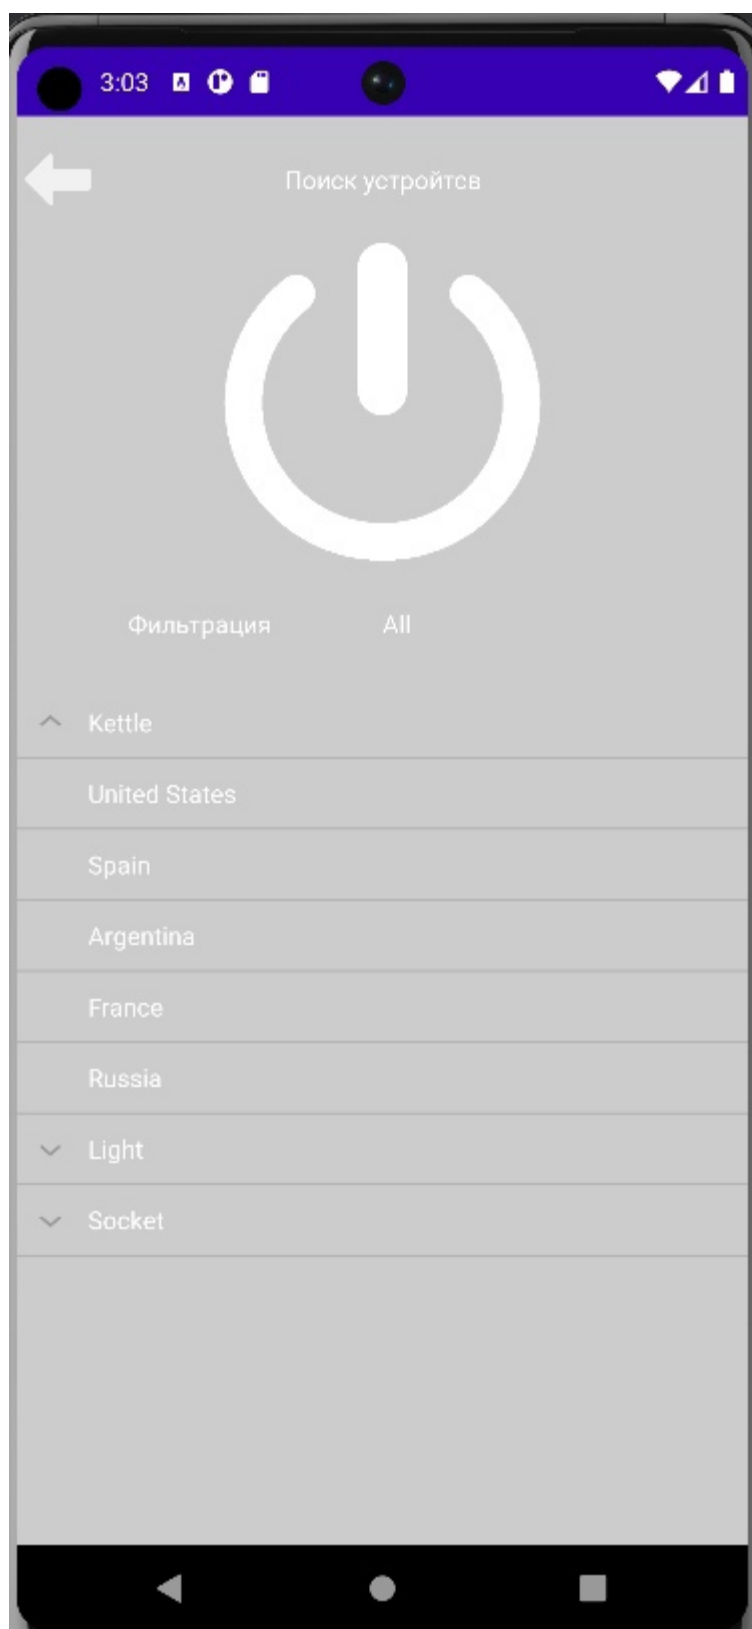 3:03
Поиск устройтсв
Фильтрация All
Kettle
United States
Spain
Argentina
France
Russia
Light
Socket